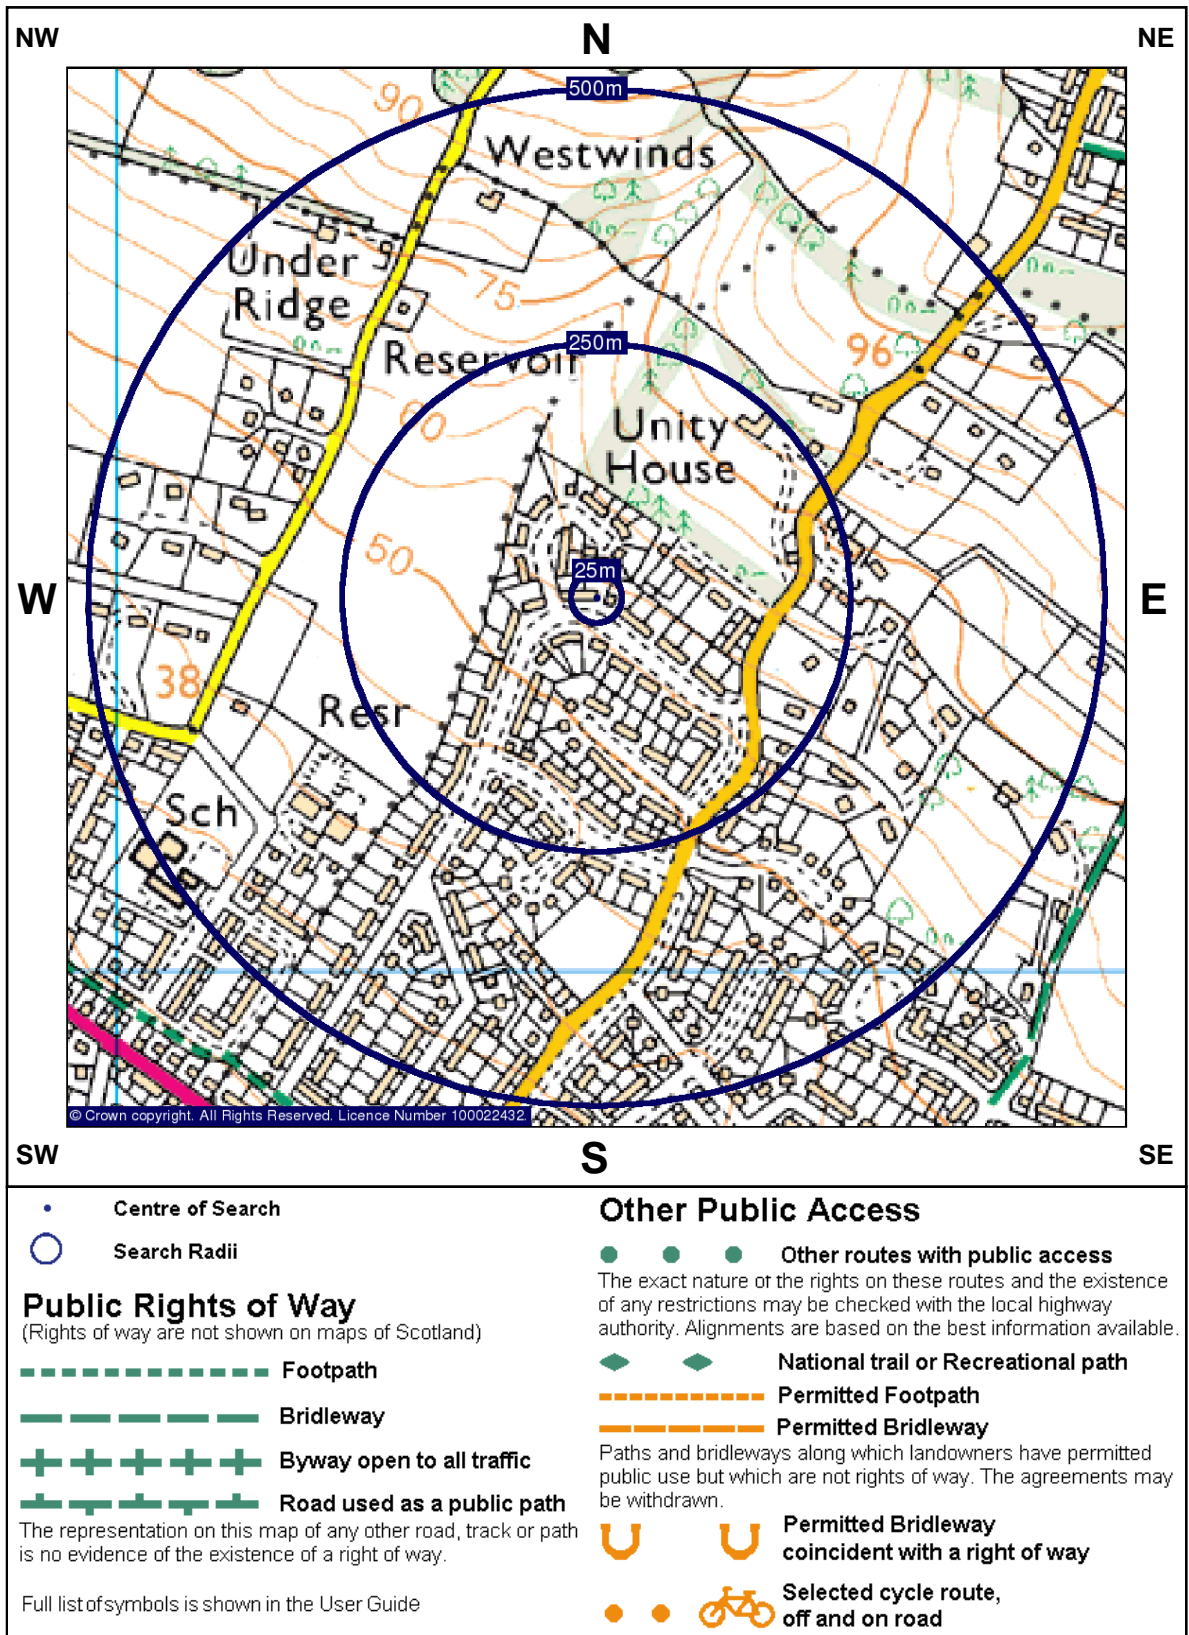 NW
N
NE
500m
90
Westwinds
Under
Ridge
75
Reservoir
250m
96
60
Unity
House
50
25m
W
E
38
Resr
Sch
© Crown copyright. All Rights Reserved. Licence Number 100022432.
SW
S
SE
Centre of Search
Search Radii
Public Rights of Way
(Rights of way are not shown on maps of Scotland)
Footpath
Bridleway
Byway open to all traffic
Road used as a public path
The representation on this map of any other road, track or path
is no evidence of the existence of a right of way.
Full list of symbols is shown in the User Guide
Other Public Access
Other routes with public access
The exact nature of the rights on these routes and the existence
of any restrictions may be checked with the local highway
authority. Alignments are based on the best information available.
National trail or Recreational path
Permitted Footpath
Permitted Bridleway
Paths and bridleways along which landowners have permitted
public use but which are not rights of way. The agreements may
be withdrawn.
Permitted Bridleway
coincident with a right of way
Selected cycle route,
off and on road